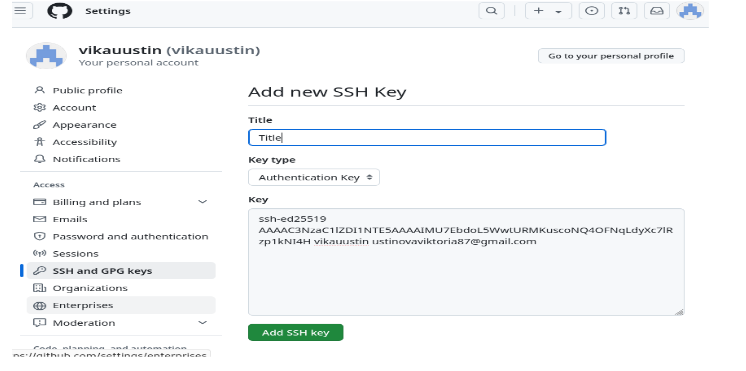 Settings
vikauustin (vikauustin)
Your personal account
Go to your personal profile
Public profile
Account
Appearance
Accessibility
Notifications
Access
Billing and plans
Emails
Password and authentication
Sessions
SSH and GPG keys
Organizations
Enterprises
Moderation
Code, planning, and automation
ps://github.com/settings/enterprises
Add new SSH Key
Title
Title
Key type
Authentication Key
Key
ssh-ed25519
AAAAC3NzaC1lZDI1NTE5AAAAIMU7EbdoL5WwtURMKuscoNQ4OFNqLdyXc7lR
zp1kNI4H vikauustin ustinovaviktoria87@gmail.com
Add SSH key